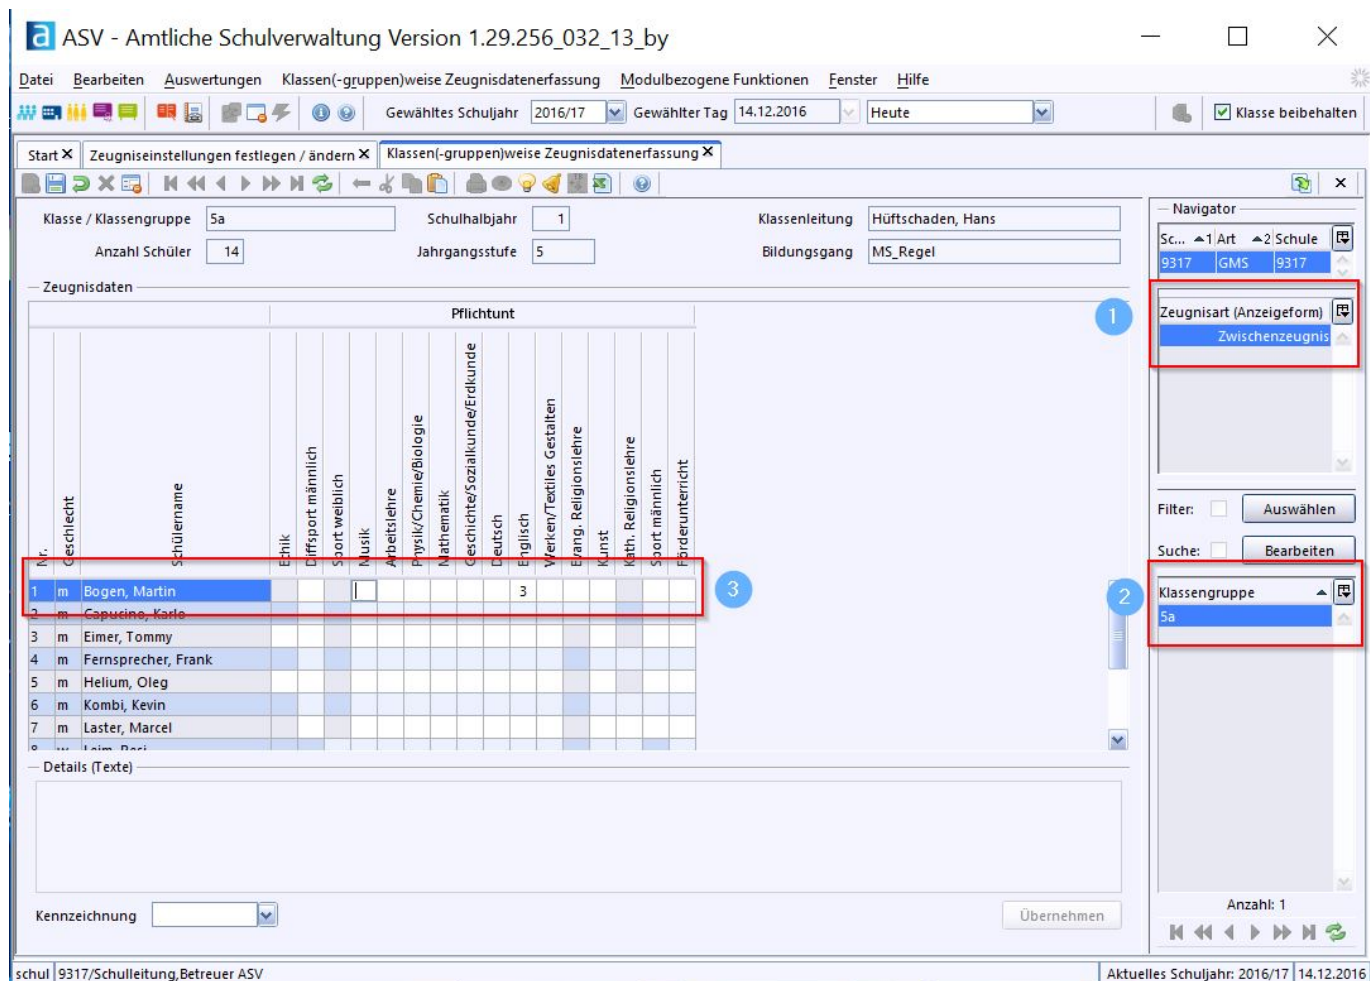 a ASV - Amtliche Schulverwaltung Version 1.29.256_032_13_by
Datei Bearbeiten Auswertungen Klassen(-gruppen)weise Zeugnisdatenerfassung Modulbezogene Funktionen Fenster Hilfe
Gewähltes Schuljahr 2016/17 Gewählter Tag 14.12.2016 Heute Klasse beibehalten
Start Zeugniseinstellungen festlegen / ändern Klassen(-gruppen)weise Zeugnisdatenerfassung
Klasse / Klassengruppe 5a Schulhalbjahr 1 Klassenleitung Hüftschaden, Hans
Anzahl Schüler 14 Jahrgangsstufe 5 Bildungsgang MS_Regel
Zeugnisdaten
Pflichtunt
Nr.
Geschlecht
Schülername
Ethik
Diffsport männlich
Sport weiblich
Musik
Arbeitslehre
Physik/Chemie/Biologie
Mathematik
Geschichte/Sozialkunde/Erdkunde
Deutsch
Englisch
Werken/Textiles Gestalten
Evang. Religionslehre
Kunst
Kath. Religionslehre
Sport männlich
Förderunterricht
1 m Bogen, Martin 3
3
2 m Capucino, Karlo
3 m Eimer, Tommy
4 m Fernsprecher, Frank
5 m Helium, Oleg
6 m Kombi, Kevin
7 m Laster, Marcel
8 w Leim, Resi
Details (Texte)
Kennzeichnung Übernehmen
Navigator
Sc... 1 Art 2 Schule
9317 GMS 9317
1
Zeugnisart (Anzeigeform)
Zwischenzeugnis
Filter: Auswählen
Suche: Bearbeiten
2
Klassengruppe
5a
Anzahl: 1
schul 9317/Schulleitung,Betreuer ASV Aktuelles Schuljahr: 2016/17 14.12.2016